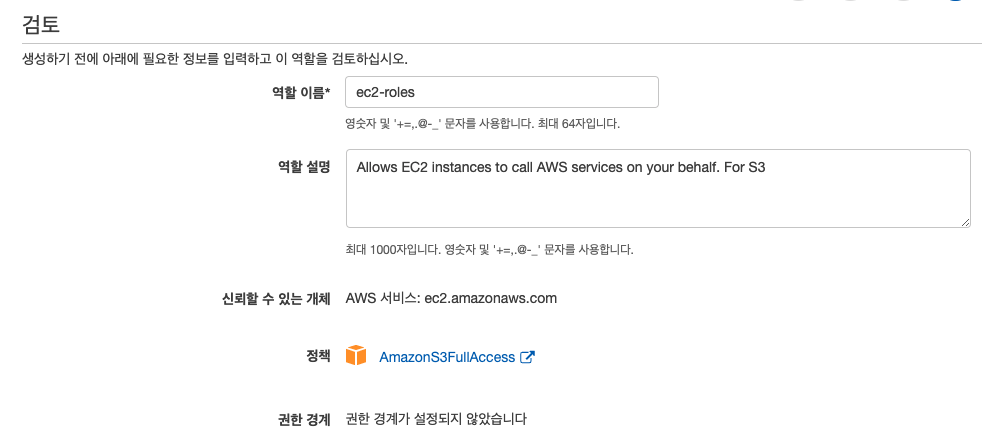 검토
생성하기 전에 아래에 필요한 정보를 입력하고 이 역할을 검토하십시오.
역할 이름* ec2-roles
영숫자 및 '+=,.@-_' 문자를 사용합니다. 최대 64자입니다.
역할 설명 Allows EC2 instances to call AWS services on your behalf. For S3
최대 1000자입니다. 영숫자 및 '+=,.@-_' 문자를 사용합니다.
신뢰할 수 있는 개체 AWS 서비스: ec2.amazonaws.com
정책 AmazonS3FullAccess
권한 경계 권한 경계가 설정되지 않았습니다